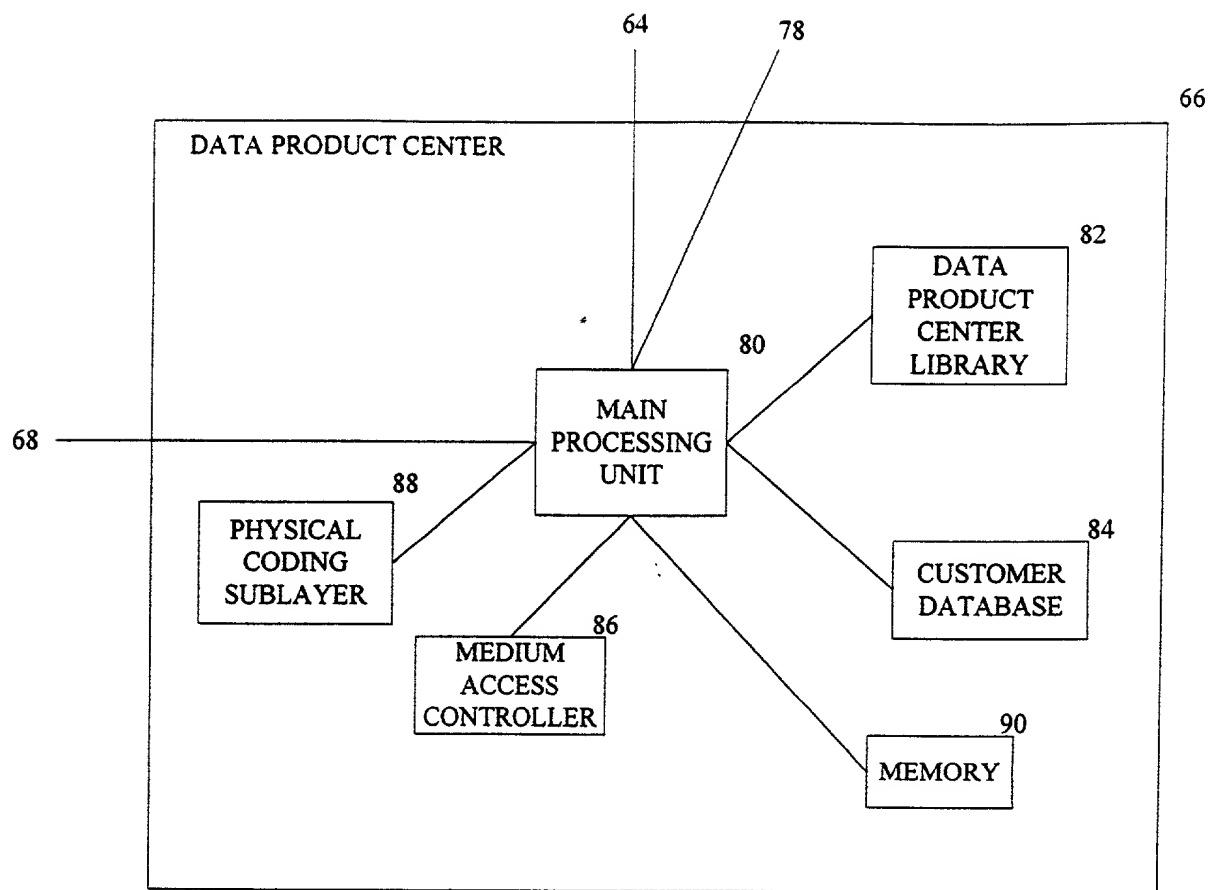 64
78
66
DATA PRODUCT CENTER
82
DATA
PRODUCT
CENTER
LIBRARY
80
MAIN
PROCESSING
UNIT
68
88
PHYSICAL
CODING
SUBLAYER
84
CUSTOMER
DATABASE
86
MEDIUM
ACCESS
CONTROLLER
90
MEMORY